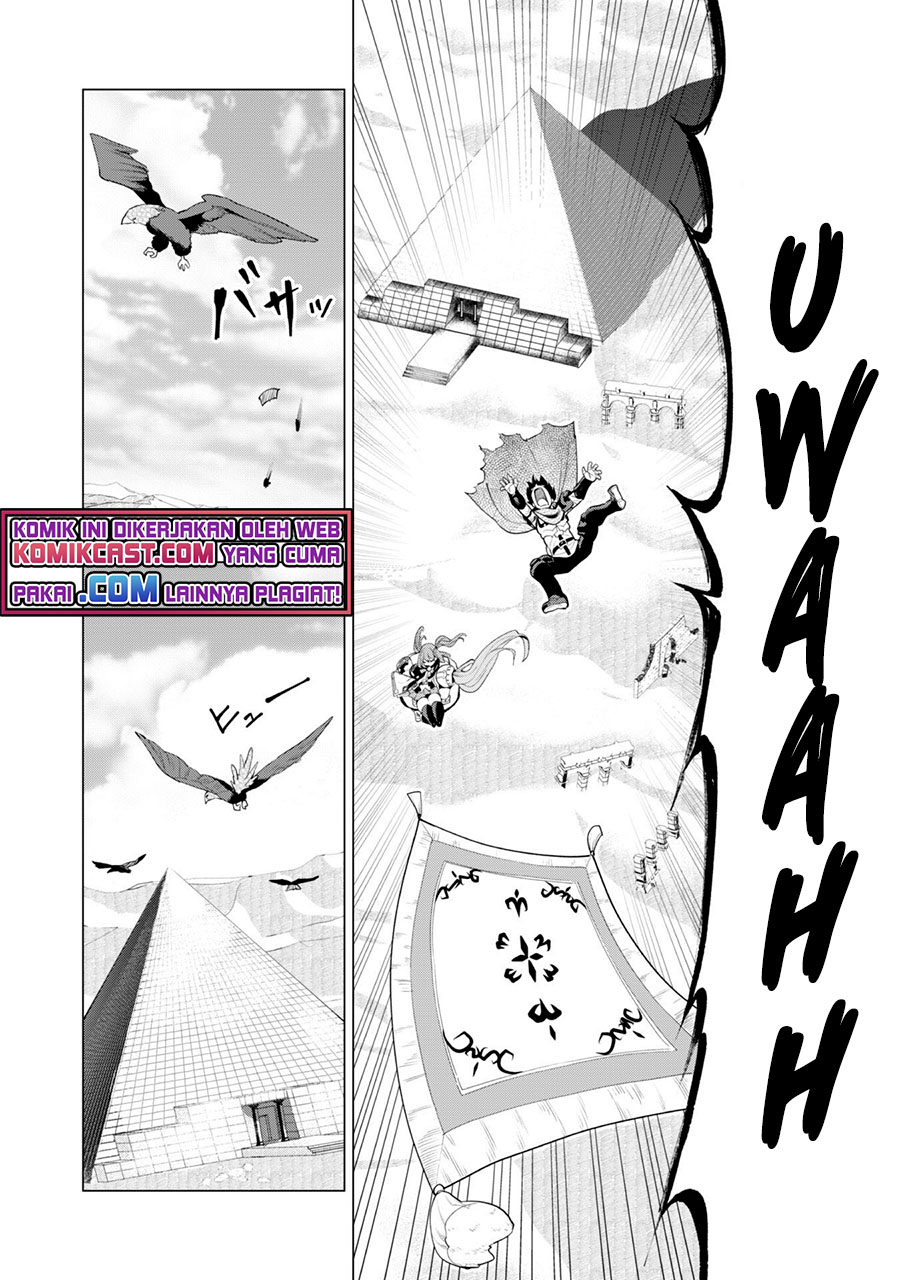 UWAAHH
バサッ
KOMIK INI DIKERJAKAN OLEH WEB
KOMIKCAST.COM YANG CUMA
PAKAI .COM LAINNYA PLAGIAT!
ヒュー